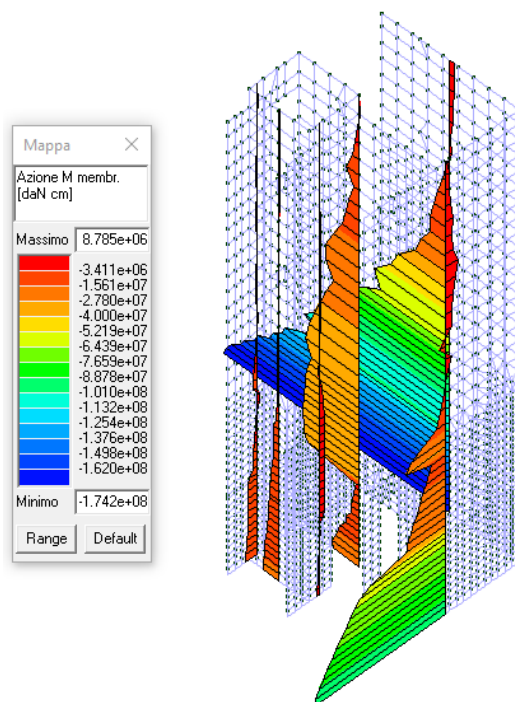 Mappa
Azione M membr.
[daN cm]
Massimo 8.785e+06
-3.411e+06
-1.561e+07
-2.780e+07
-4.000e+07
-5.219e+07
-6.439e+07
-7.659e+07
-8.878e+07
-1.010e+08
-1.132e+08
-1.254e+08
-1.376e+08
-1.498e+08
-1.620e+08
Minimo -1.742e+08
Range Default